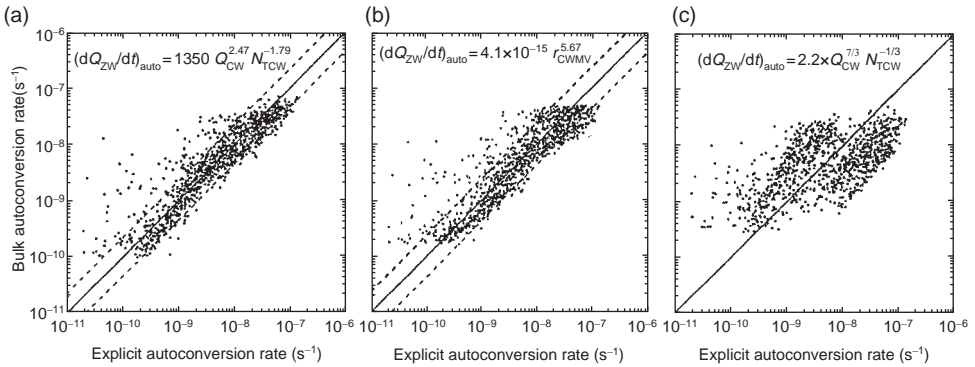 (a)
(dQ_ZW/dt)_auto = 1350 Q_CW^2.47 N_TCW^−1.79
Bulk autoconversion rate(s⁻¹)
10⁻⁶
10⁻⁷
10⁻⁸
10⁻⁹
10⁻¹⁰
10⁻¹¹
10⁻¹¹ 10⁻¹⁰ 10⁻⁹ 10⁻⁸ 10⁻⁷ 10⁻⁶
Explicit autoconversion rate (s⁻¹)
(b)
(dQ_ZW/dt)_auto = 4.1×10⁻¹⁵ r_CWMV^5.67
10⁻¹¹ 10⁻¹⁰ 10⁻⁹ 10⁻⁸ 10⁻⁷ 10⁻⁶
Explicit autoconversion rate (s⁻¹)
(c)
(dQ_ZW/dt)_auto = 2.2× Q_CW^7/3 N_TCW^−1/3
10⁻¹¹ 10⁻¹⁰ 10⁻⁹ 10⁻⁸ 10⁻⁷ 10⁻⁶
Explicit autoconversion rate (s⁻¹)